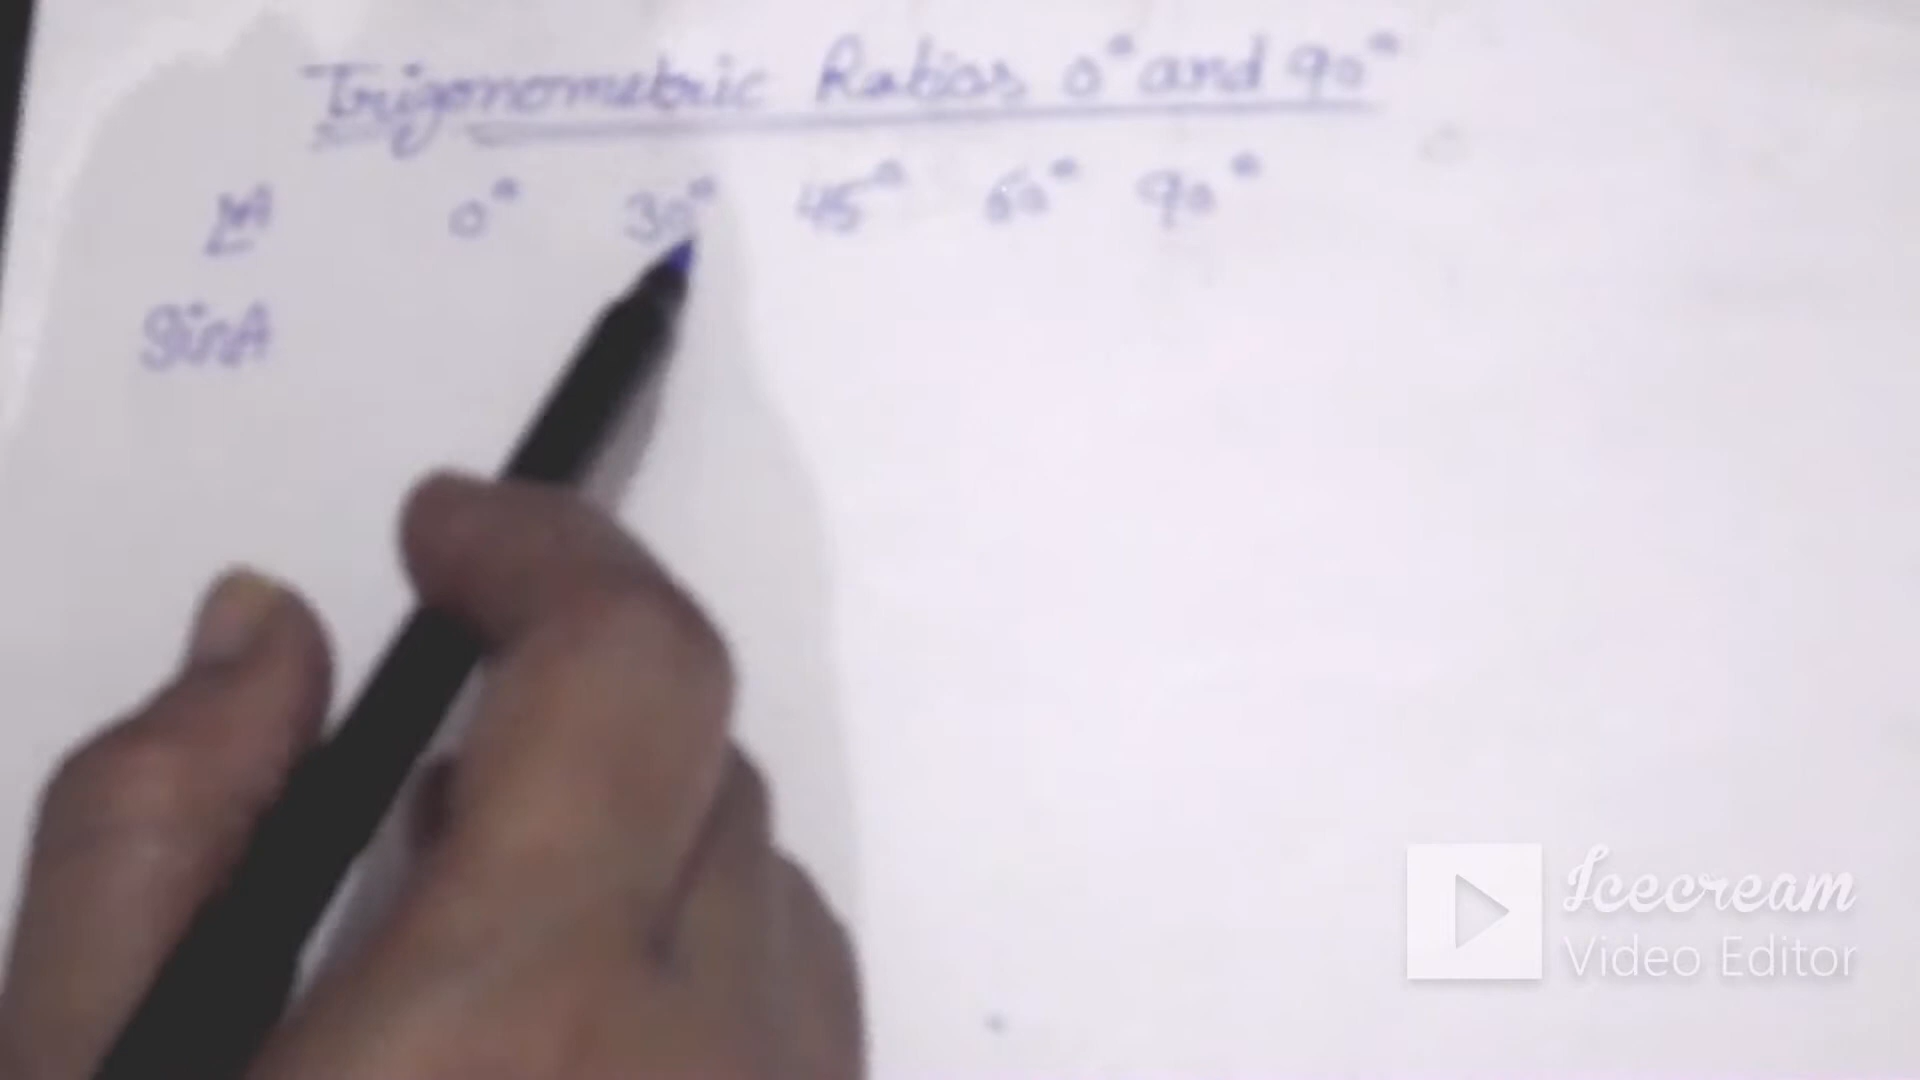 Trigonometric Ratios 0° and 90°
∠A 0° 30° 45° 60° 90°
SinA
Icecream
Video Editor